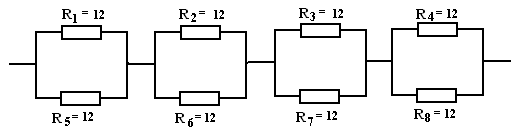 R1 = 12
R2 = 12
R3 = 12
R4 = 12
R5 = 12
R6 = 12
R7 = 12
R8 = 12